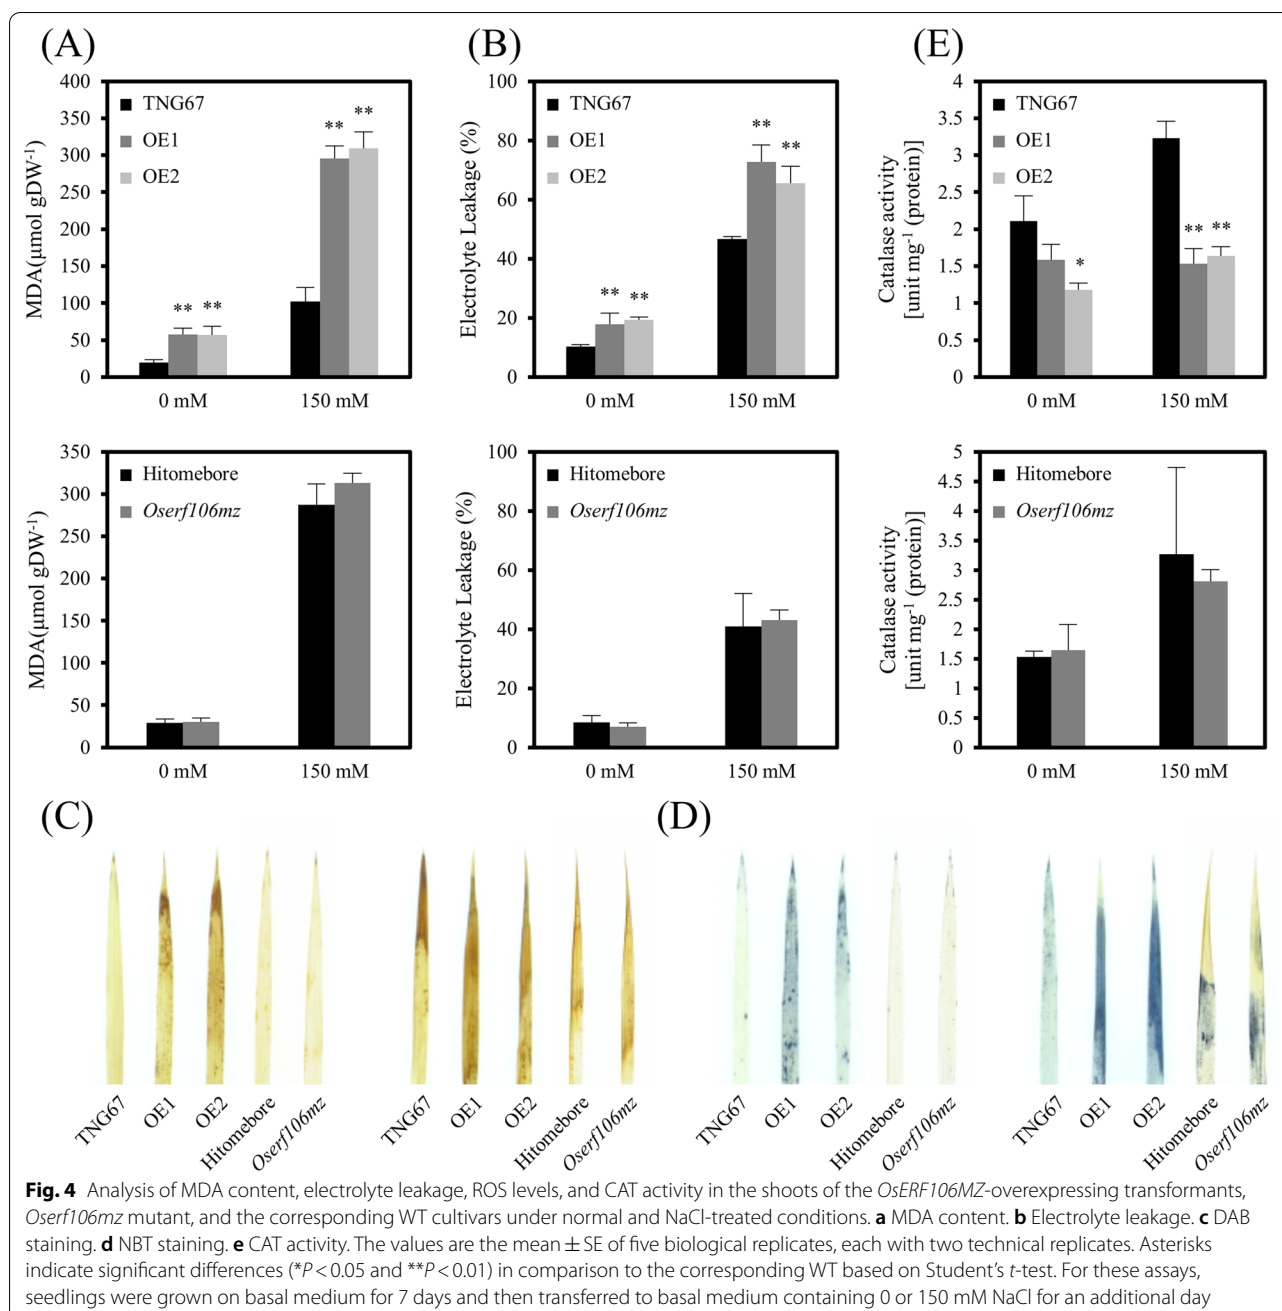 (A)
MDA(μmol gDW⁻¹)
400
350
300
250
200
150
100
50
0
TNG67
OE1
OE2
**
**
**
**
0 mM
150 mM
(B)
Electrolyte Leakage (%)
100
80
60
40
20
0
TNG67
OE1
OE2
**
**
**
**
0 mM
150 mM
(E)
Catalase activity
[unit mg⁻¹ (protein)]
4
3.5
3
2.5
2
1.5
1
0.5
0
TNG67
OE1
OE2
*
**
**
0 mM
150 mM
MDA(μmol gDW⁻¹)
350
300
250
200
150
100
50
0
Hitomebore
Oserf106mz
0 mM
150 mM
Electrolyte Leakage (%)
100
80
60
40
20
0
Hitomebore
Oserf106mz
0 mM
150 mM
Catalase activity
[unit mg⁻¹ (protein)]
5
4.5
4
3.5
3
2.5
2
1.5
1
0.5
0
Hitomebore
Oserf106mz
0 mM
150 mM
(C)
TNG67
OE1
OE2
Hitomebore
Oserf106mz
TNG67
OE1
OE2
Hitomebore
Oserf106mz
(D)
TNG67
OE1
OE2
Hitomebore
Oserf106mz
TNG67
OE1
OE2
Hitomebore
Oserf106mz
Fig. 4 Analysis of MDA content, electrolyte leakage, ROS levels, and CAT activity in the shoots of the OsERF106MZ-overexpressing transformants,
Oserf106mz mutant, and the corresponding WT cultivars under normal and NaCl-treated conditions. a MDA content. b Electrolyte leakage. c DAB
staining. d NBT staining. e CAT activity. The values are the mean ± SE of five biological replicates, each with two technical replicates. Asterisks
indicate significant differences (*P < 0.05 and **P < 0.01) in comparison to the corresponding WT based on Student’s t-test. For these assays,
seedlings were grown on basal medium for 7 days and then transferred to basal medium containing 0 or 150 mM NaCl for an additional day